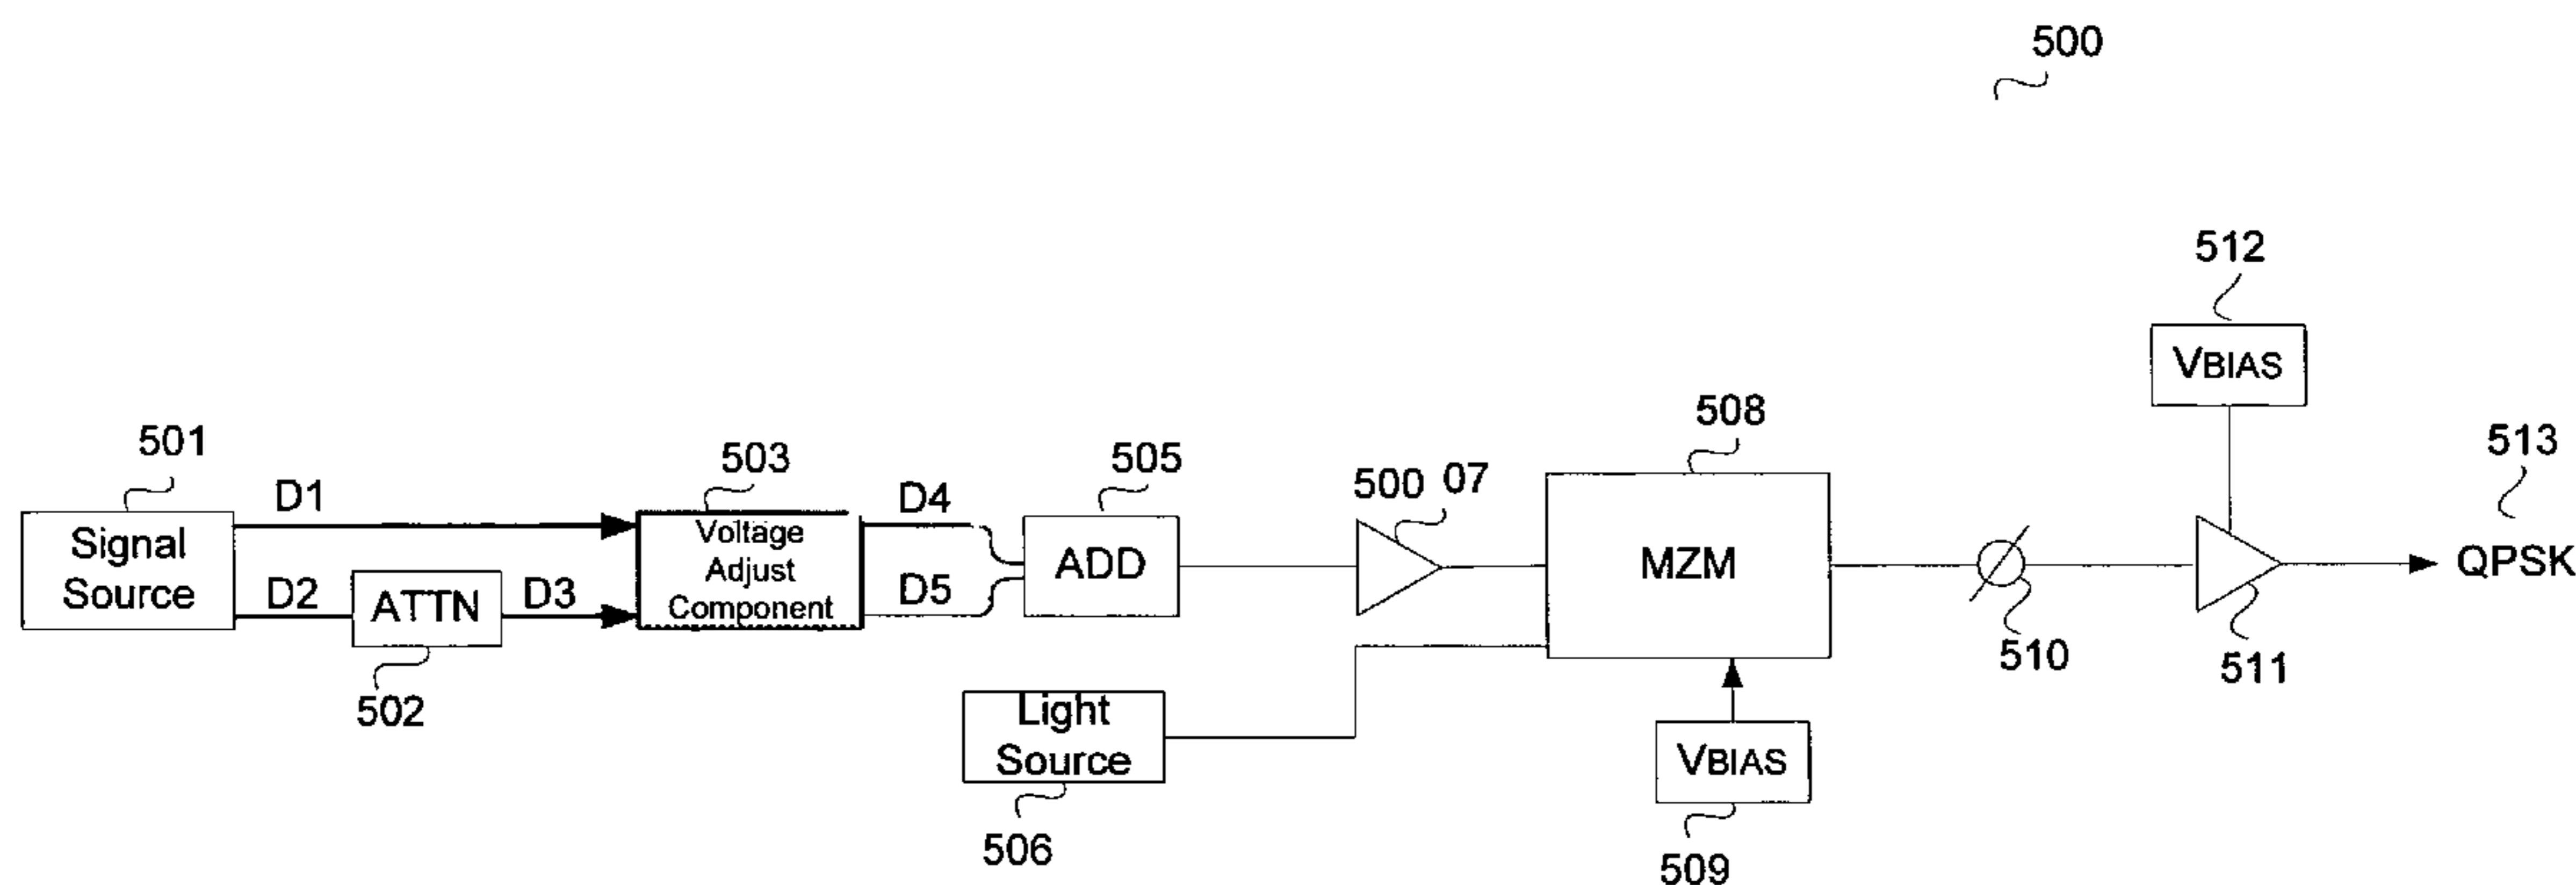 500
512
VBIAS
508
513
501
503
505
500 07
D1
D4
Signal
Source
Voltage
Adjust
Component
ADD
MZM
QPSK
D2
ATTN
D3
D5
510
511
502
Light
Source
VBIAS
506
509